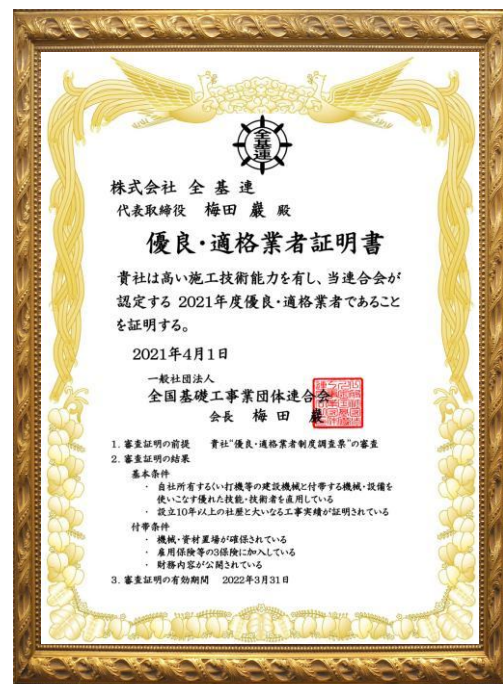 全基連
株式会社 全 基 連
代表取締役 梅田 巌 殿
優良・適格業者証明書
貴社は高い施工技術能力を有し、当連合会が
認定する 2021年度優良・適格業者であること
を証明する。
2021年4月1日
一般社団法人
全国基礎工事業団体連合会
会長 梅田 巌
1. 審査証明の前提 貴社"優良・適格業者制度調査票"の審査
2. 審査証明の結果
基本条件
・ 自社所有するくい打機等の建設機械と付帯する機械・設備を
使いこなす優れた技能・技術者を直用している
・ 設立10年以上の社歴と大いなる工事実績が証明されている
付帯条件
・ 機械・資材置場が確保されている
・ 雇用保険等の3保険に加入している
・ 財務内容が公開されている
3. 審査証明の有効期間 2022年3月31日